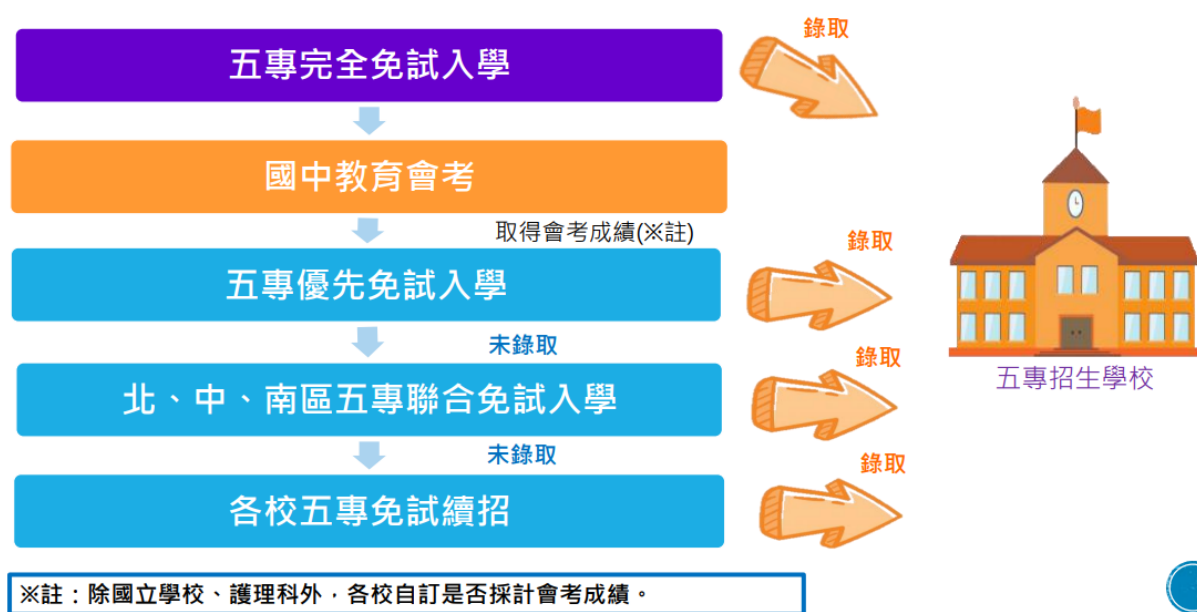 錄取
五專完全免試入學
國中教育會考
取得會考成績(※註)
錄取
五專優先免試入學
未錄取
錄取
北、中、南區五專聯合免試入學
五專招生學校
未錄取
錄取
各校五專免試續招
※註：除國立學校、護理科外，各校自訂是否採計會考成績。